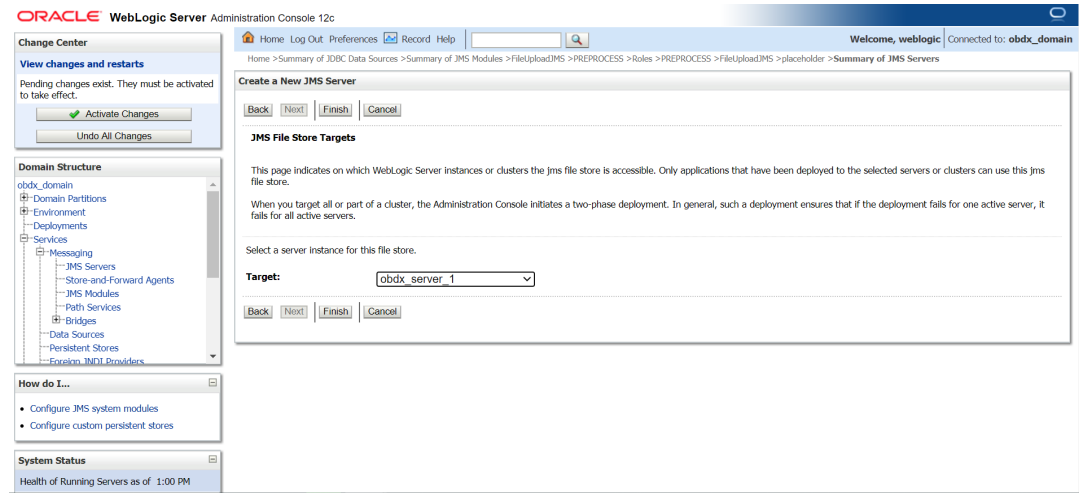 ORACLE WebLogic Server Administration Console 12c
Change Center
View changes and restarts
Pending changes exist. They must be activated
to take effect.
Activate Changes
Undo All Changes
Domain Structure
obdx_domain
Domain Partitions
Environment
Deployments
Services
Messaging
JMS Servers
Store-and-Forward Agents
JMS Modules
Path Services
Bridges
Data Sources
Persistent Stores
Foreign JNDI Providers
How do I...
Configure JMS system modules
Configure custom persistent stores
System Status
Health of Running Servers as of 1:00 PM
Home Log Out Preferences Record Help
Welcome, weblogic Connected to: obdx_domain
Home >Summary of JDBC Data Sources >Summary of JMS Modules >FileUploadJMS >PREPROCESS >Roles >PREPROCESS >FileUploadJMS >placeholder >Summary of JMS Servers
Create a New JMS Server
Back Next Finish Cancel
JMS File Store Targets
This page indicates on which WebLogic Server instances or clusters the jms file store is accessible. Only applications that have been deployed to the selected servers or clusters can use this jms
file store.
When you target all or part of a cluster, the Administration Console initiates a two-phase deployment. In general, such a deployment ensures that if the deployment fails for one active server, it
fails for all active servers.
Select a server instance for this file store.
Target: obdx_server_1
Back Next Finish Cancel